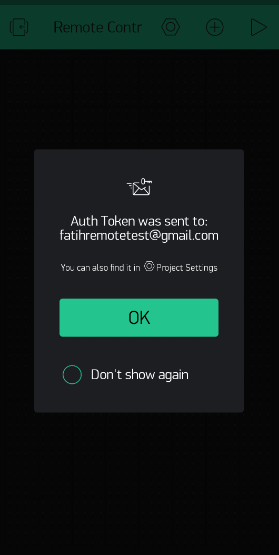 Remote Contr
Auth Token was sent to:
fatihremotetest@gmail.com
You can also find it in Project Settings
OK
Don't show again